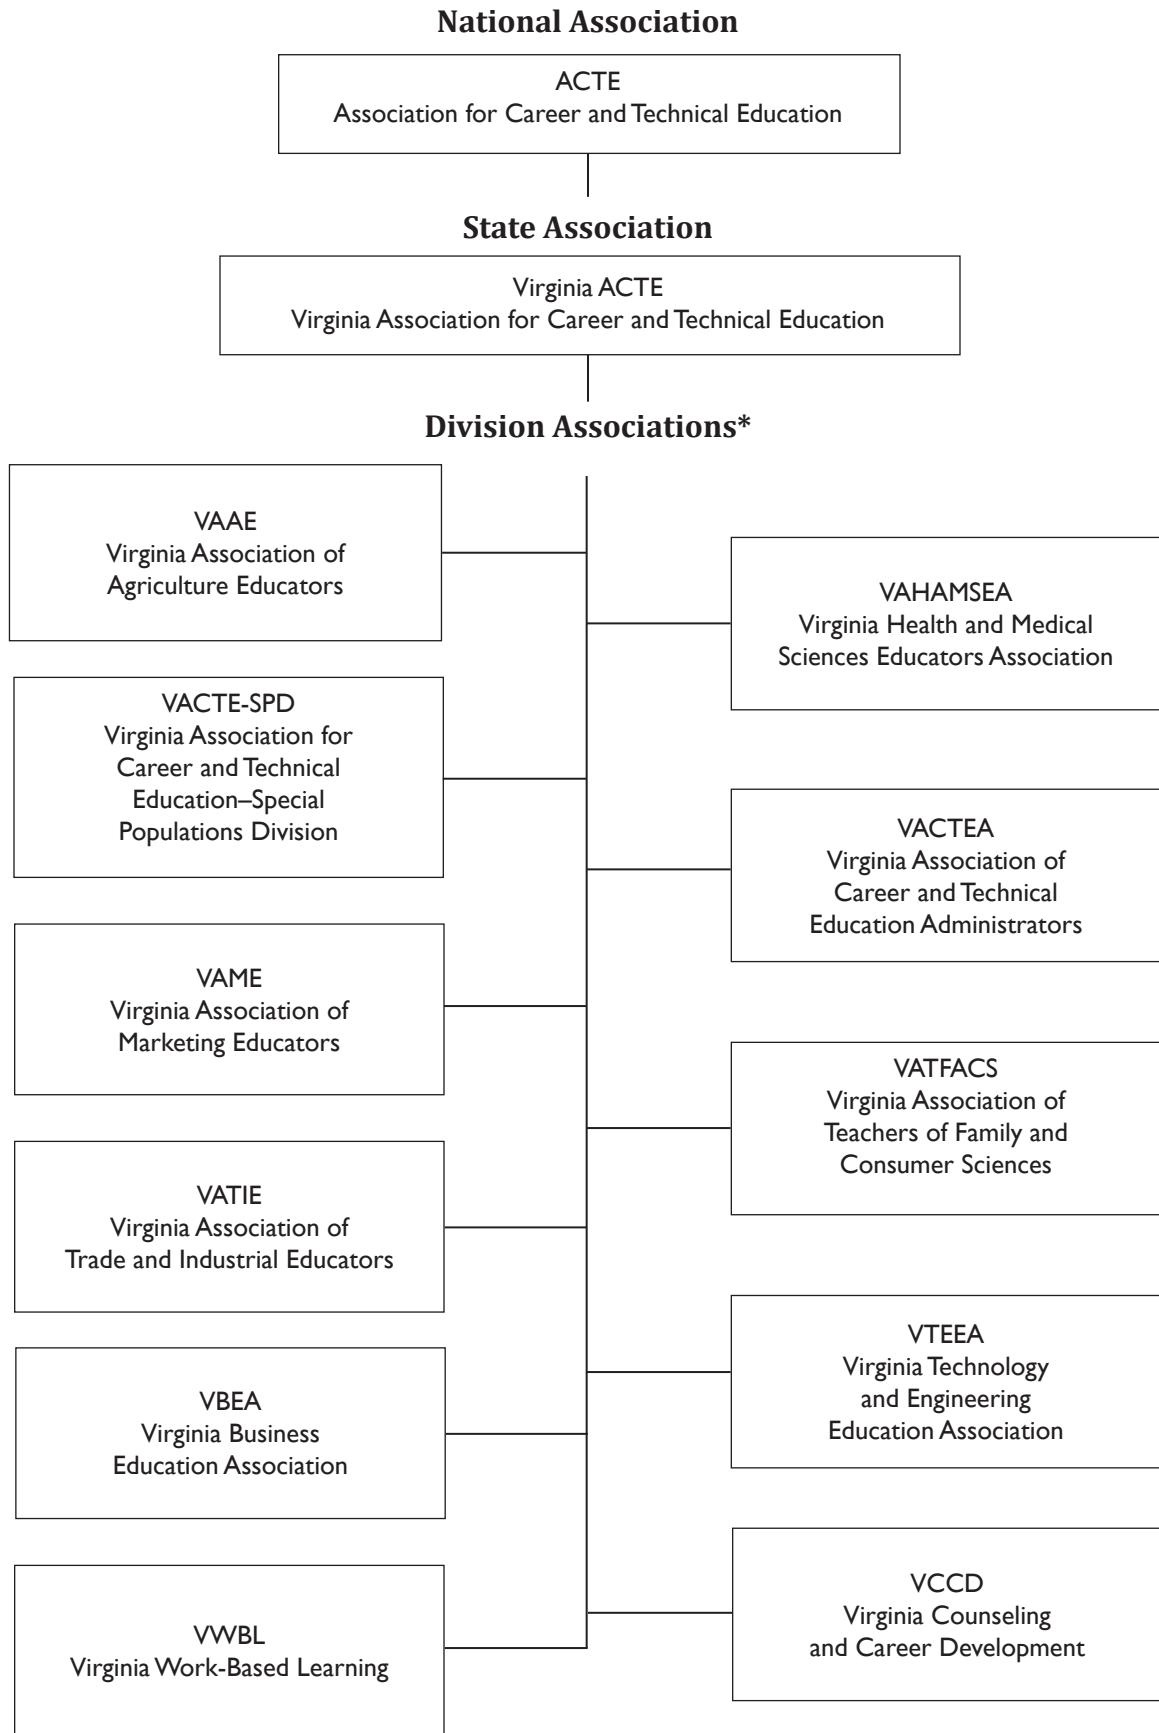 National Association
ACTE
Association for Career and Technical Education
State Association
Virginia ACTE
Virginia Association for Career and Technical Education
Division Associations*
VAAE
Virginia Association of
Agriculture Educators
VAHAMSEA
Virginia Health and Medical
Sciences Educators Association
VACTE-SPD
Virginia Association for
Career and Technical
Education–Special
Populations Division
VACTEA
Virginia Association of
Career and Technical
Education Administrators
VAME
Virginia Association of
Marketing Educators
VATFACS
Virginia Association of
Teachers of Family and
Consumer Sciences
VATIE
Virginia Association of
Trade and Industrial Educators
VTEEA
Virginia Technology
and Engineering
Education Association
VBEA
Virginia Business
Education Association
VCCD
Virginia Counseling
and Career Development
VWBL
Virginia Work-Based Learning